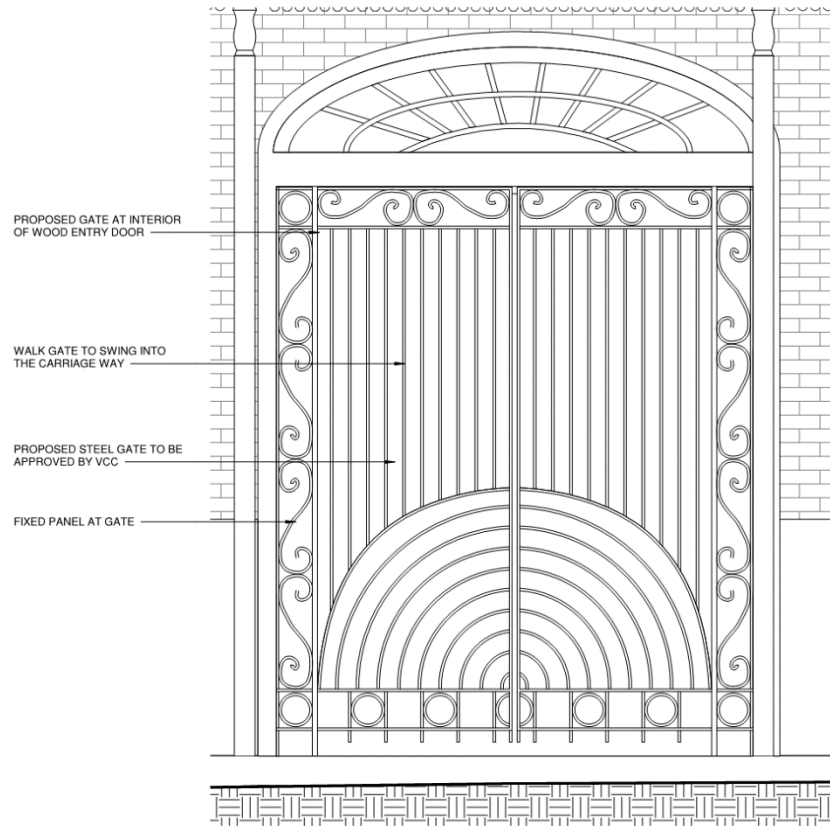 PROPOSED GATE AT INTERIOR
OF WOOD ENTRY DOOR
WALK GATE TO SWING INTO
THE CARRIAGE WAY
PROPOSED STEEL GATE TO BE
APPROVED BY VCC
FIXED PANEL AT GATE